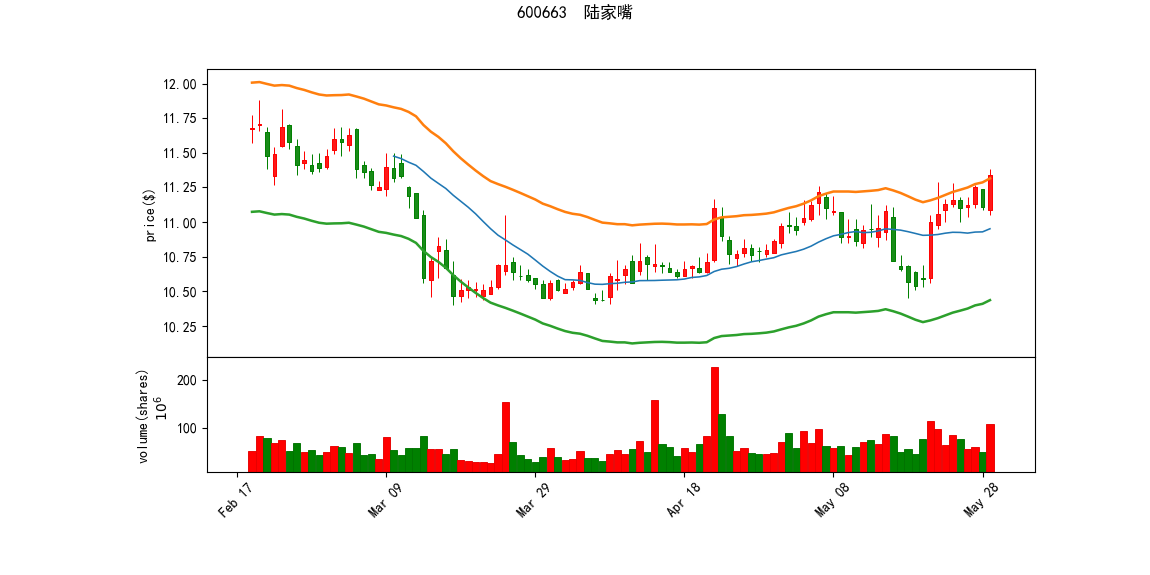 600663  陆家嘴
price($)
12.00
11.75
11.50
11.25
11.00
10.75
10.50
10.25
volume(shares)
10⁶
200
100
Feb 17
Mar 09
Mar 29
Apr 18
May 08
May 28